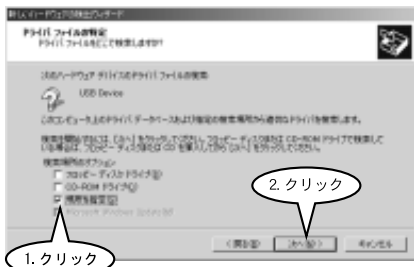 新しいハードウェアの検出ウィザード
ドライバ ファイルの特定
ドライバ ファイルをどこで検索しますか?
次のハードウェア デバイスのドライバ ファイルの検索
USB Device
このコンピュータ上のドライバ データベースおよび指定の検索場所から適切なドライバを検索します。
検索を開始するには、[次へ] をクリックしてください。フロッピー ディスクまたは CD-ROM ドライブで検索して
いる場合は、フロッピー ディスクまたは CD を挿入してから [次へ] をクリックしてください。
検索場所のオプション:
フロッピー ディスク ドライブ(D)
CD-ROM ドライブ(C)
場所を指定(S)
Microsoft Windows Update(M)
2. クリック
< 戻る(B)
次へ(N) >
キャンセル
1. クリック